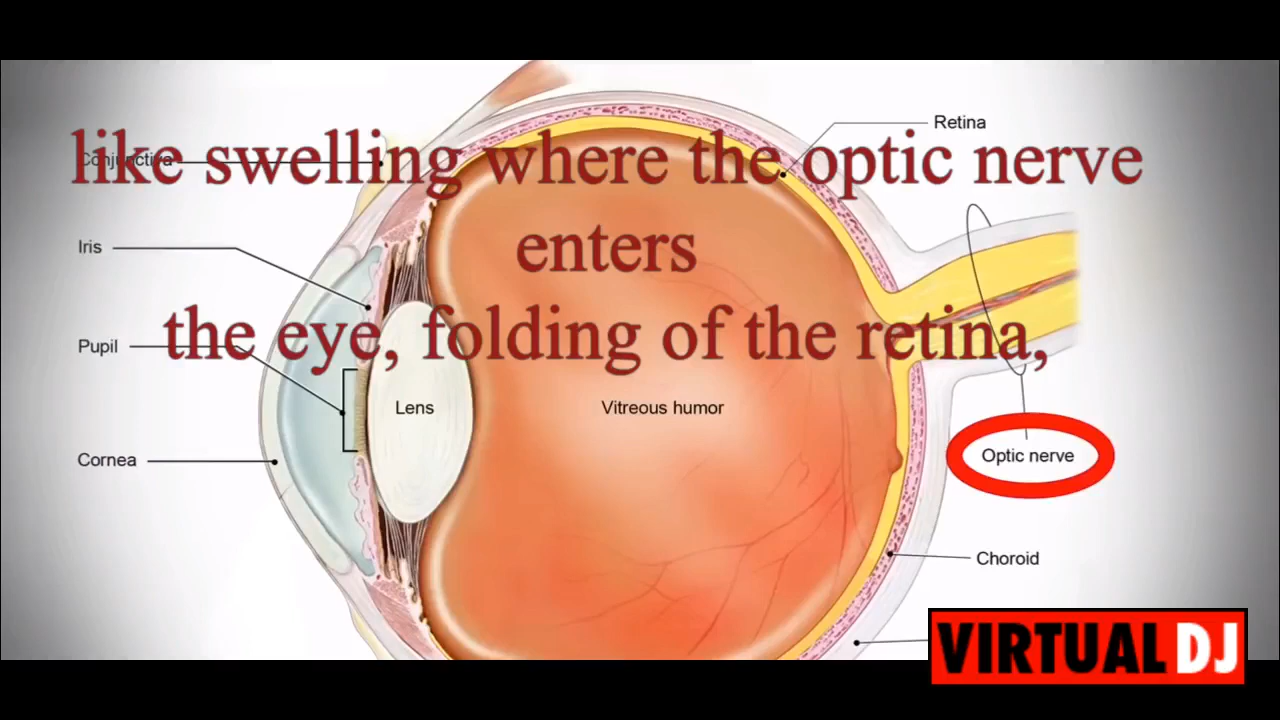 Retina
like swelling where the optic nerve
Conjunctiva
enters
Iris
the eye, folding of the retina,
Pupil
Lens
Vitreous humor
Cornea
Optic nerve
Choroid
VIRTUAL DJ